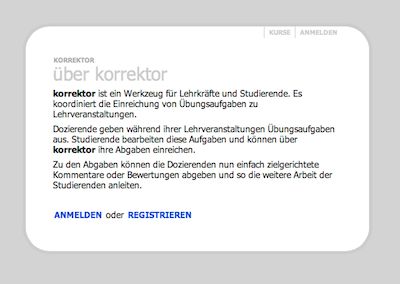 KURSE ANMELDEN
KORREKTOR
über korrektor
korrektor ist ein Werkzeug für Lehrkräfte und Studierende. Es
koordiniert die Einreichung von Übungsaufgaben zu
Lehrveranstaltungen.
Dozierende geben während ihrer Lehrveranstaltungen Übungsaufgaben
aus. Studierende bearbeiten diese Aufgaben und können über
korrektor ihre Abgaben einreichen.
Zu den Abgaben können die Dozierenden nun einfach zielgerichtete
Kommentare oder Bewertungen abgeben und so die weitere Arbeit der
Studierenden anleiten.
ANMELDEN oder REGISTRIEREN